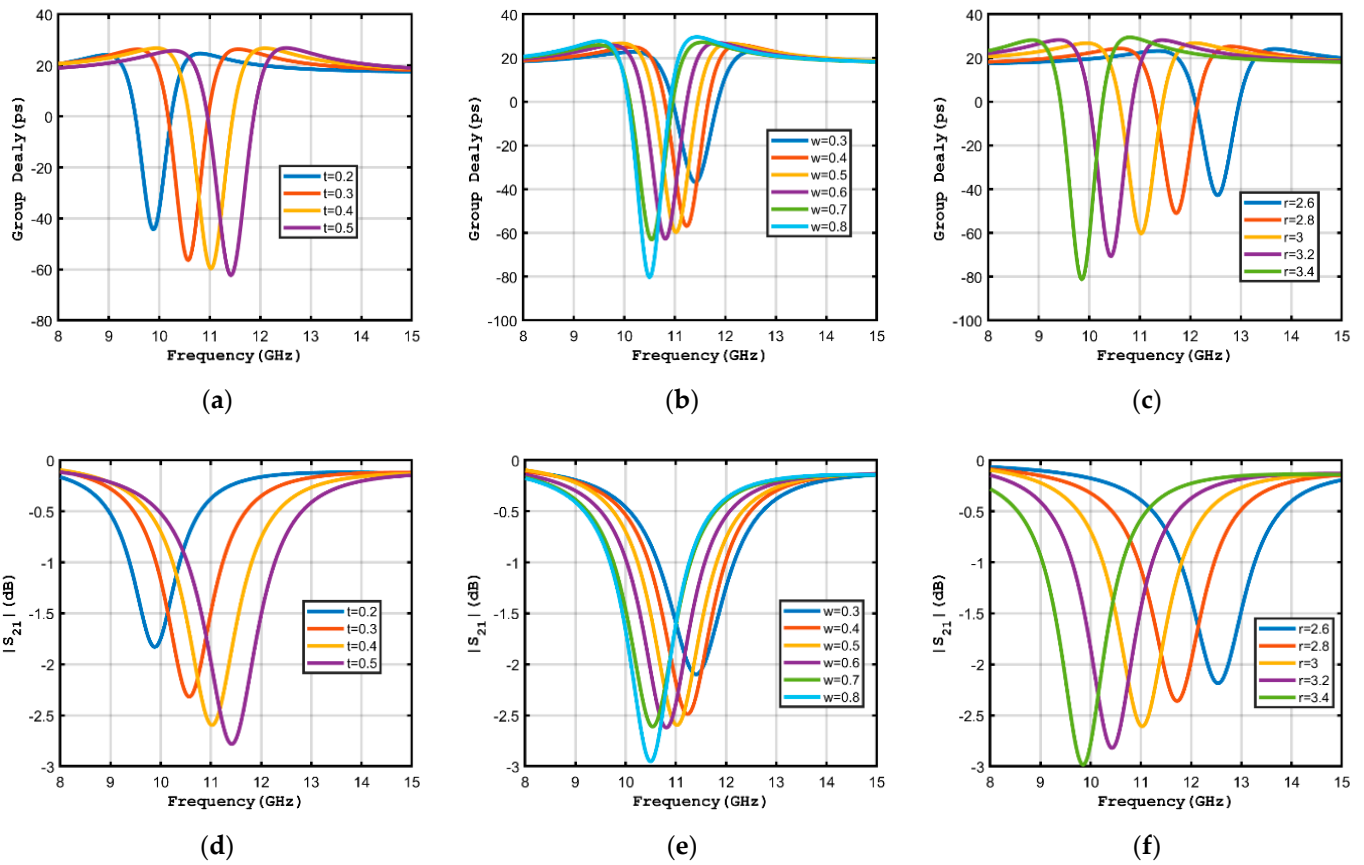 40
20
0
-20
-40
-60
-80
Group Dealy(ps)
8 9 10 11 12 13 14 15
Frequency(GHz)
t=0.2
t=0.3
t=0.4
t=0.5
(a)
40
20
0
-20
-40
-60
-80
-100
Group Dealy(ps)
8 9 10 11 12 13 14 15
Frequency(GHz)
w=0.3
w=0.4
w=0.5
w=0.6
w=0.7
w=0.8
(b)
40
20
0
-20
-40
-60
-80
-100
Group Dealy(ps)
8 9 10 11 12 13 14 15
Frequency(GHz)
r=2.6
r=2.8
r=3
r=3.2
r=3.4
(c)
0
-0.5
-1
-1.5
-2
-2.5
-3
|S21|(dB)
8 9 10 11 12 13 14 15
Frequency(GHz)
t=0.2
t=0.3
t=0.4
t=0.5
(d)
0
-0.5
-1
-1.5
-2
-2.5
-3
|S21|(dB)
8 9 10 11 12 13 14 15
Frequency(GHz)
w=0.3
w=0.4
w=0.5
w=0.6
w=0.7
w=0.8
(e)
0
-0.5
-1
-1.5
-2
-2.5
-3
|S21|(dB)
8 9 10 11 12 13 14 15
Frequency(GHz)
r=2.6
r=2.8
r=3
r=3.2
r=3.4
(f)